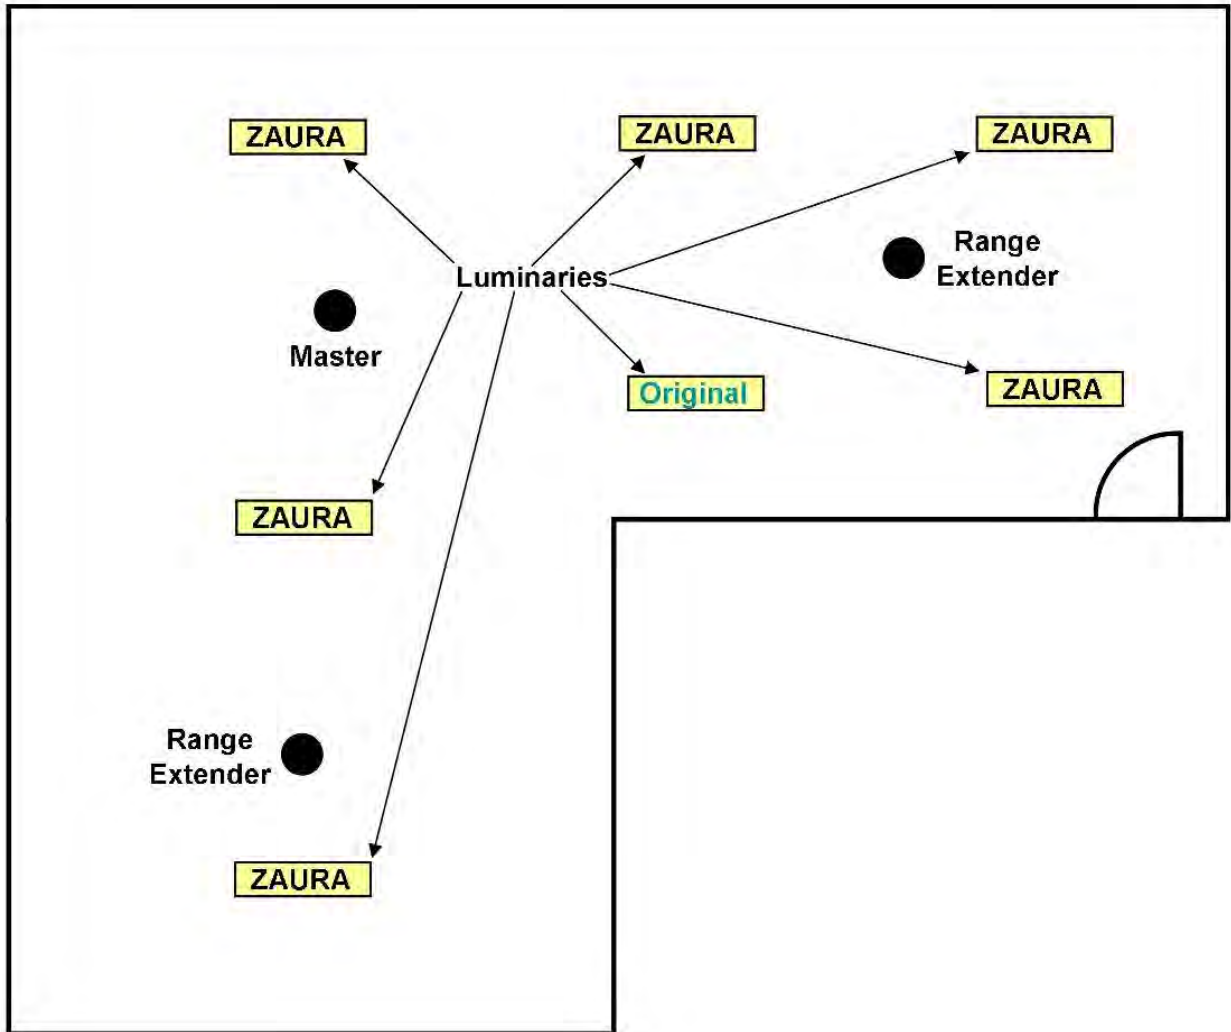 ZAURA
ZAURA
ZAURA
Range
Extender
Luminaries
Master
Original
ZAURA
ZAURA
Range
Extender
ZAURA